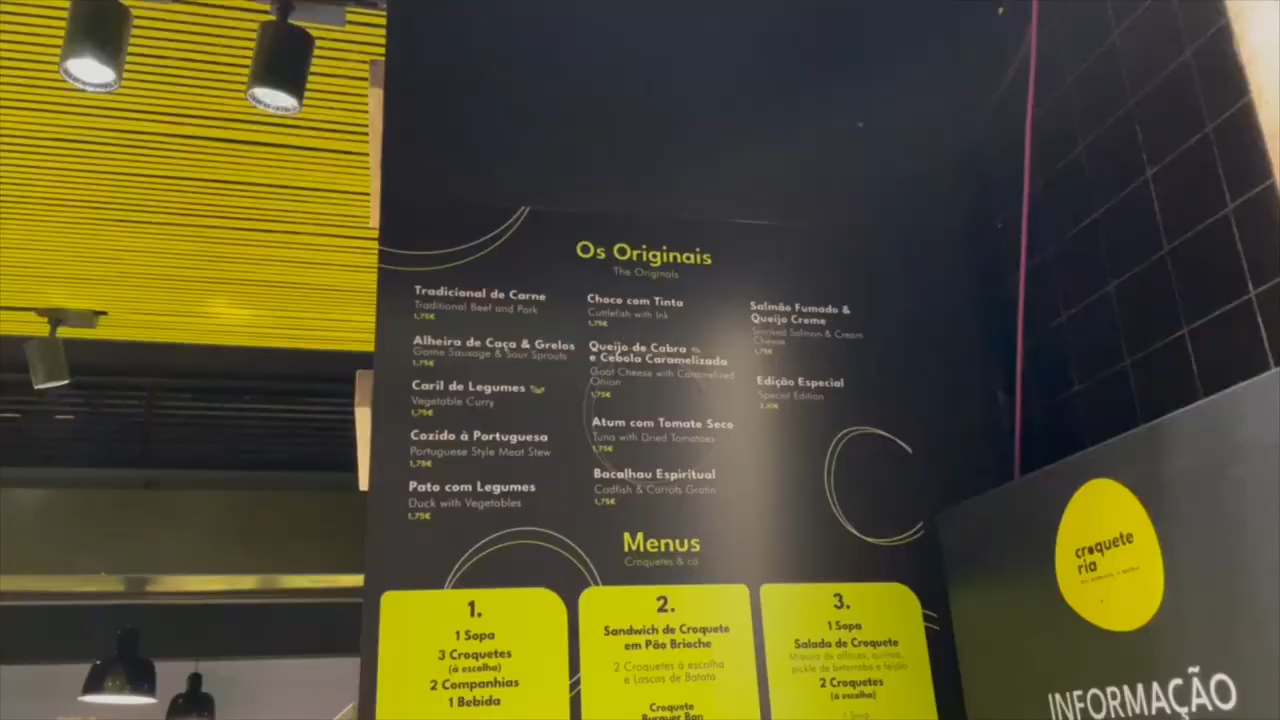 Os Originais
The Originals
Tradicional de Carne
Traditional Beef and Pork
1,75€
Alheira de Caça & Grelos
Game Sausage & Sour Sprouts
1,75€
Caril de Legumes
Vegetable Curry
1,75€
Cozido à Portuguesa
Portuguese Style Meat Stew
1,75€
Pato com Legumes
Duck with Vegetables
1,75€
Choco com Tinta
Cuttlefish with Ink
1,75€
Queijo de Cabra
e Cebola Caramelizada
Goat Cheese with Caramelized
Onion
1,75€
Atum com Tomate Seco
Tuna with Dried Tomatoes
1,75€
Bacalhau Espiritual
Codfish & Carrots Gratin
1,75€
Salmão Fumado &
Queijo Creme
Smoked Salmon & Cream
Cheese
1,75€
Edição Especial
Special Edition
Menus
Croquetes & co
1.
1 Sopa
3 Croquetes
(à escolha)
2 Companhias
1 Bebida
2.
Sandwich de Croquete
em Pão Brioche
2 Croquetes à escolha
e Lascas de Batata
Croquete
Burguer Bon
3.
1 Sopa
Salada de Croquete
Mistura de alfaces, quinoa,
pickle de beterraba e feijão
2 Croquetes
(à escolha)
1 Sopa
croquete
ria
INFORMAÇÃO